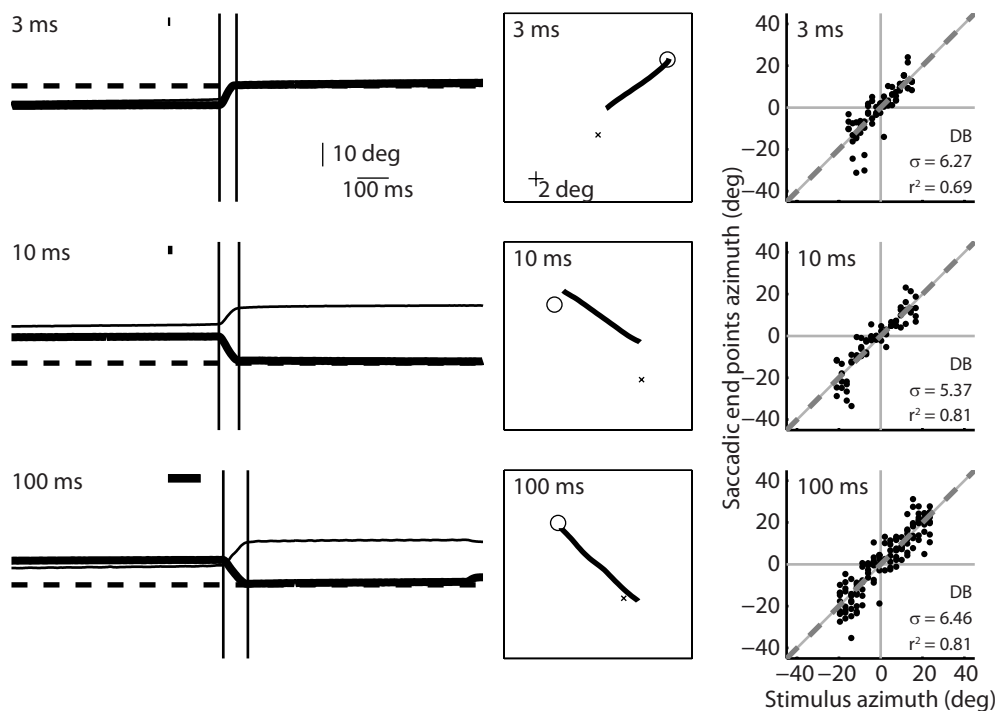 3 ms
10 deg
100 ms
3 ms
2 deg
3 ms
40
20
0
−20
−40
DB
σ = 6.27
r² = 0.69
10 ms
10 ms
10 ms
40
20
0
−20
−40
DB
σ = 5.37
r² = 0.81
100 ms
100 ms
100 ms
40
20
0
−20
−40
DB
σ = 6.46
r² = 0.81
Saccadic end points azimuth (deg)
−40 −20 0 20 40
Stimulus azimuth (deg)